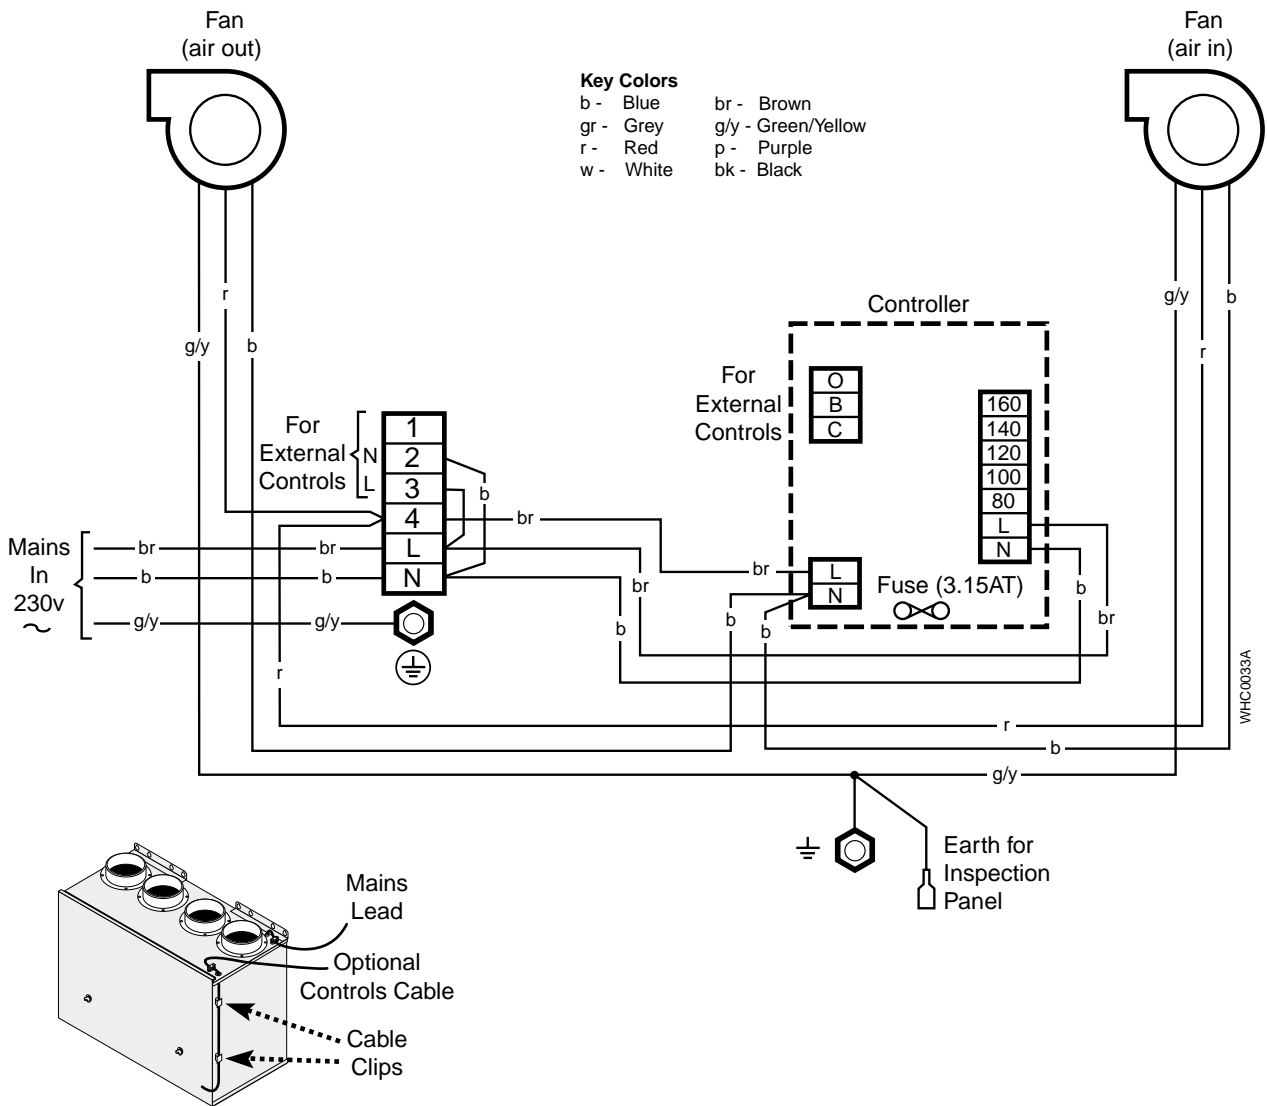 Fan
(air out)
Fan
(air in)
Key Colors
b - Blue br - Brown
gr - Grey g/y - Green/Yellow
r - Red p - Purple
w - White bk - Black
r
g/y
b
g/y
b
r
Controller
For
External
Controls
N
L
1
2
3
4
L
N
b
For
External
Controls
O
B
C
160
140
120
100
80
L
N
L
N
Fuse (3.15AT)
Mains
In
230v
br
br
b
b
g/y
g/y
br
br
br
b
b
b
b
br
r
r
b
g/y
WHC0033A
Earth for
Inspection
Panel
Mains
Lead
Optional
Controls Cable
Cable
Clips